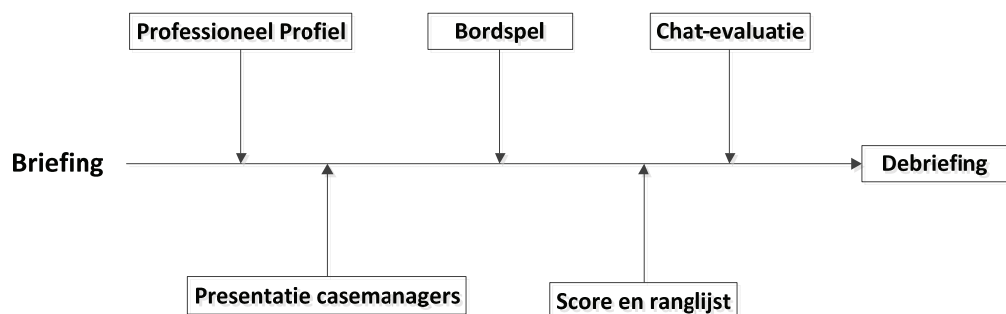 Professioneel Profiel
Bordspel
Chat-evaluatie
Briefing
Debriefing
Presentatie casemanagers
Score en ranglijst